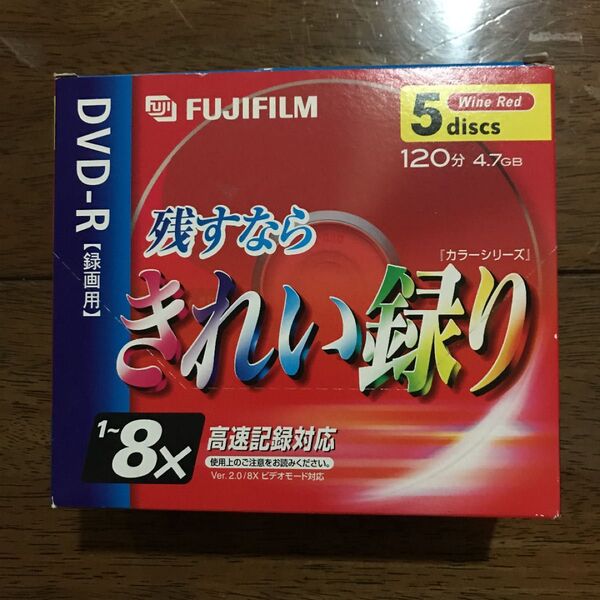 Fuji FUJIFILM
5 discs
Wine Red
120分 4.7GB
DVD-R【録画用】
残すなら
『カラーシリーズ』
きれい録り
1~8X
高速記録対応
使用上のご注意をお読みください。
Ver. 2.0/8X ビデオモード対応